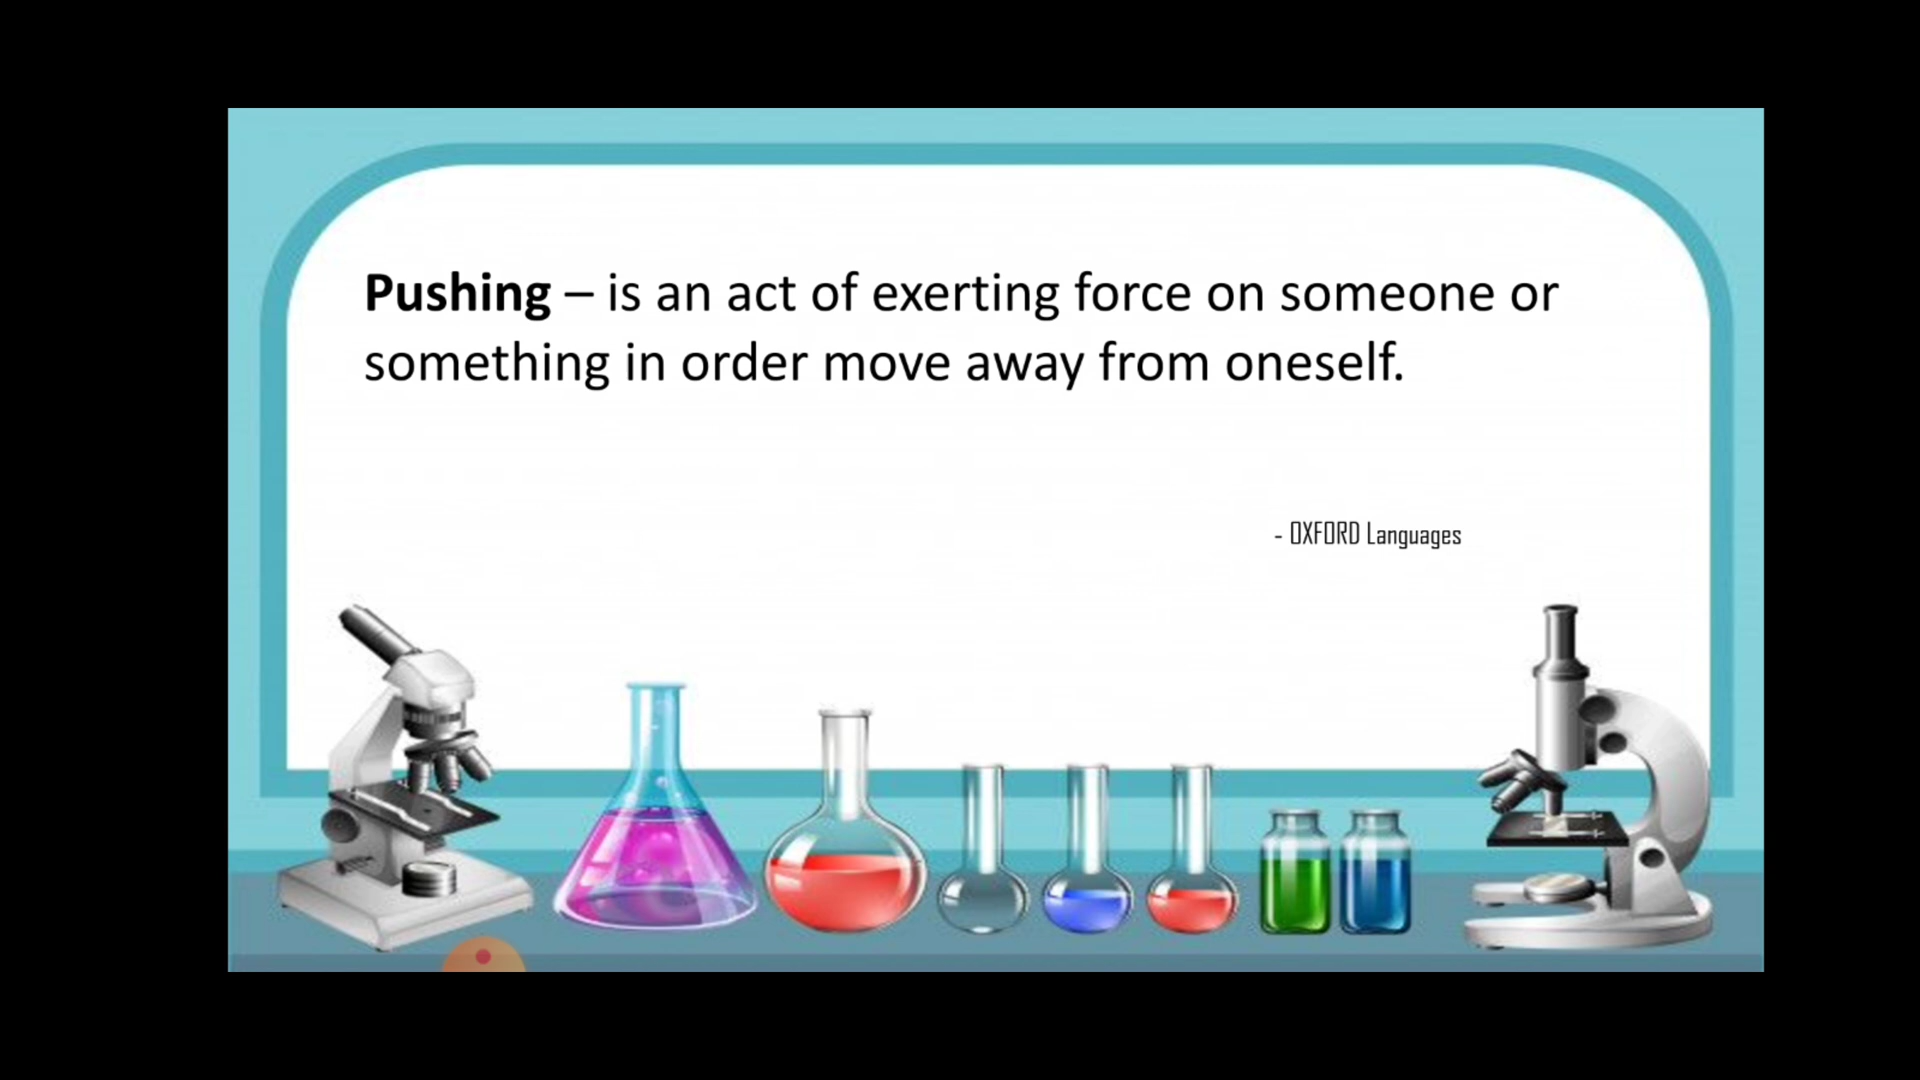 Pushing – is an act of exerting force on someone or
something in order move away from oneself.
- OXFORD Languages